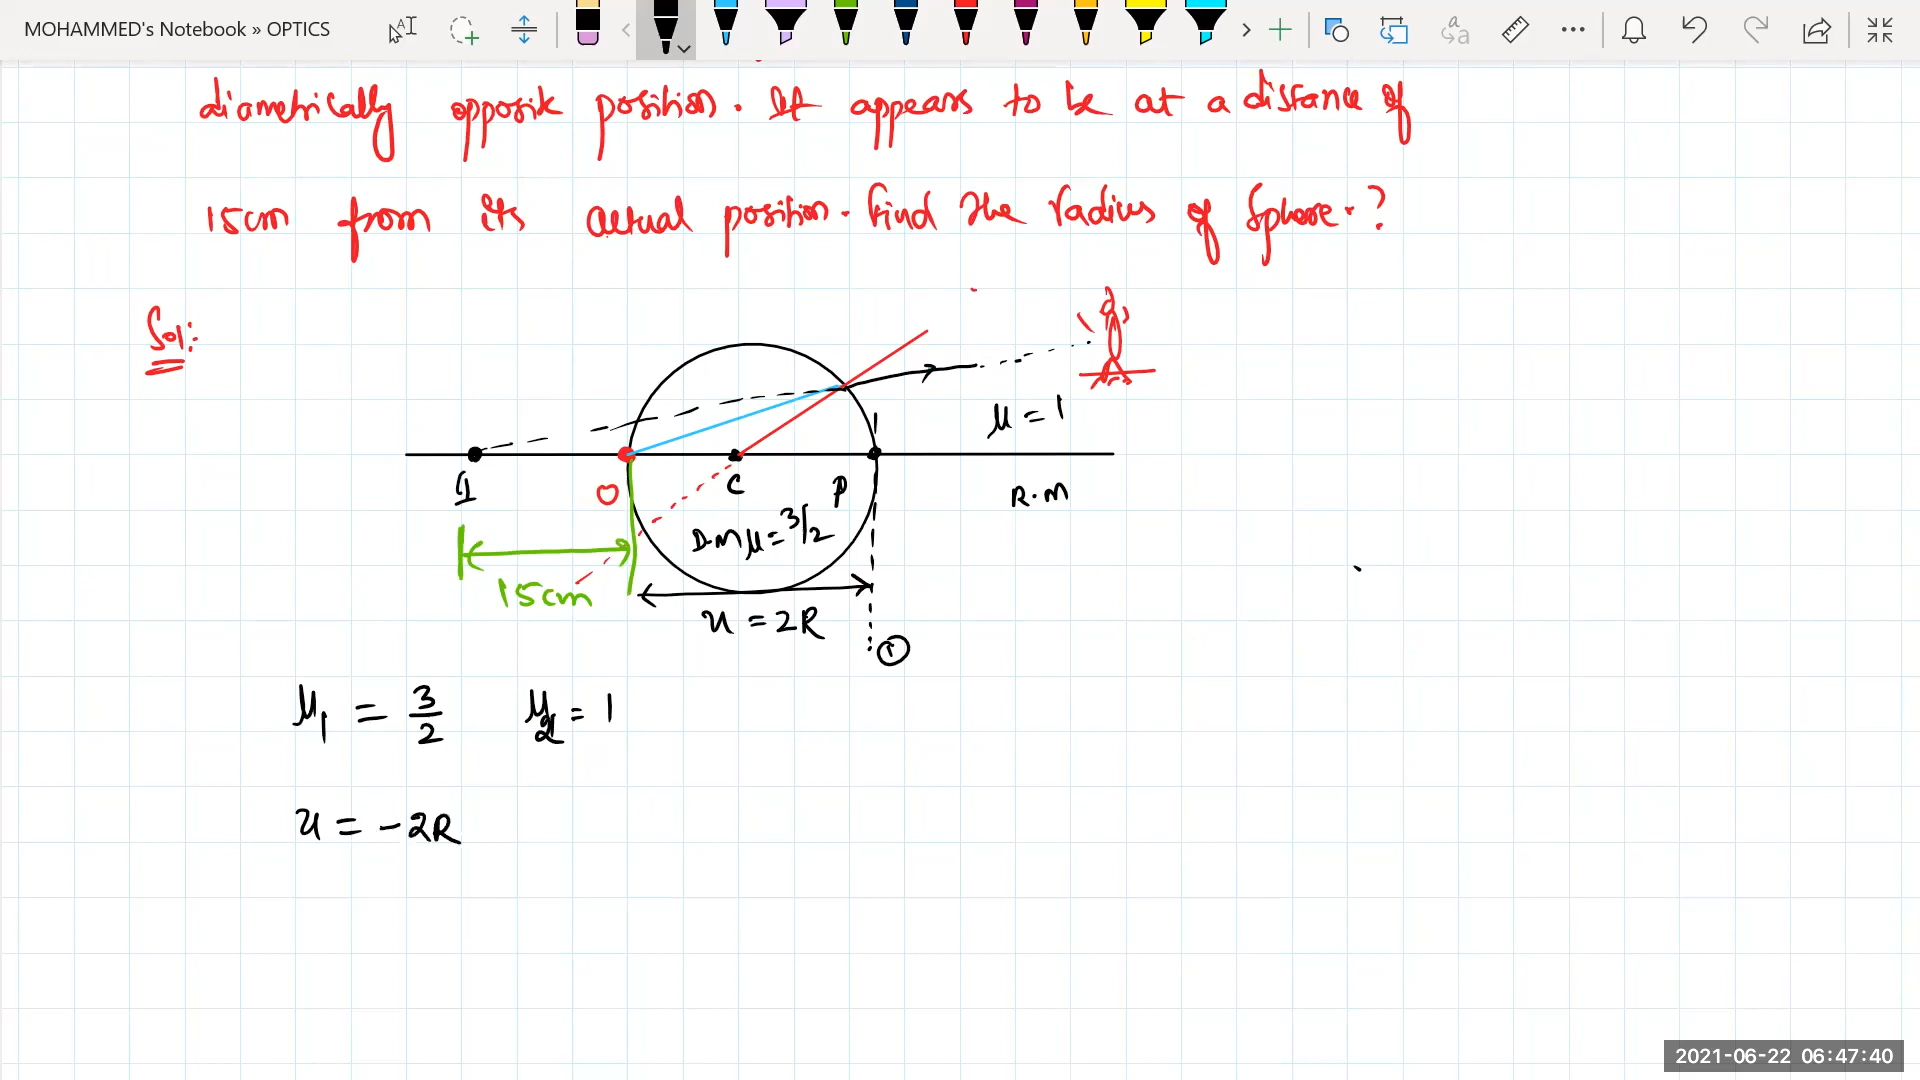 MOHAMMED's Notebook » OPTICS
diametrically opposite position. It appears to be at a distance of
15cm from its actual position. Find the radius of sphere.?
Sol:
μ = 1
I O C P R.M
D.M μ = 3/2
15cm
u = 2R
①
μ1 = 3/2 μ2 = 1
u = -2R
2021-06-22 06:47:40